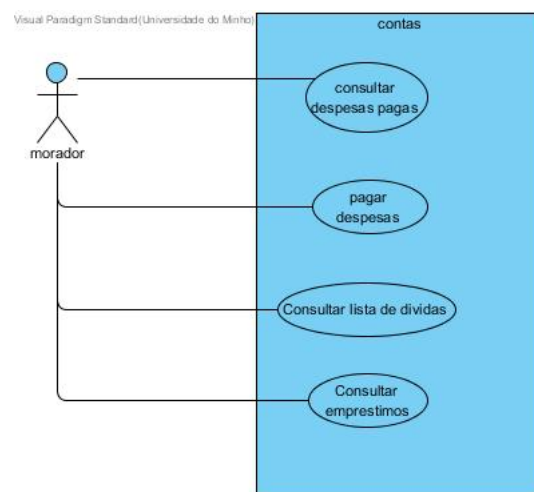 Visual Paradigm Standard(Universidade do Minho)
contas
consultar
despesas pagas
morador
pagar
despesas
Consultar lista de dividas
Consultar
emprestimos